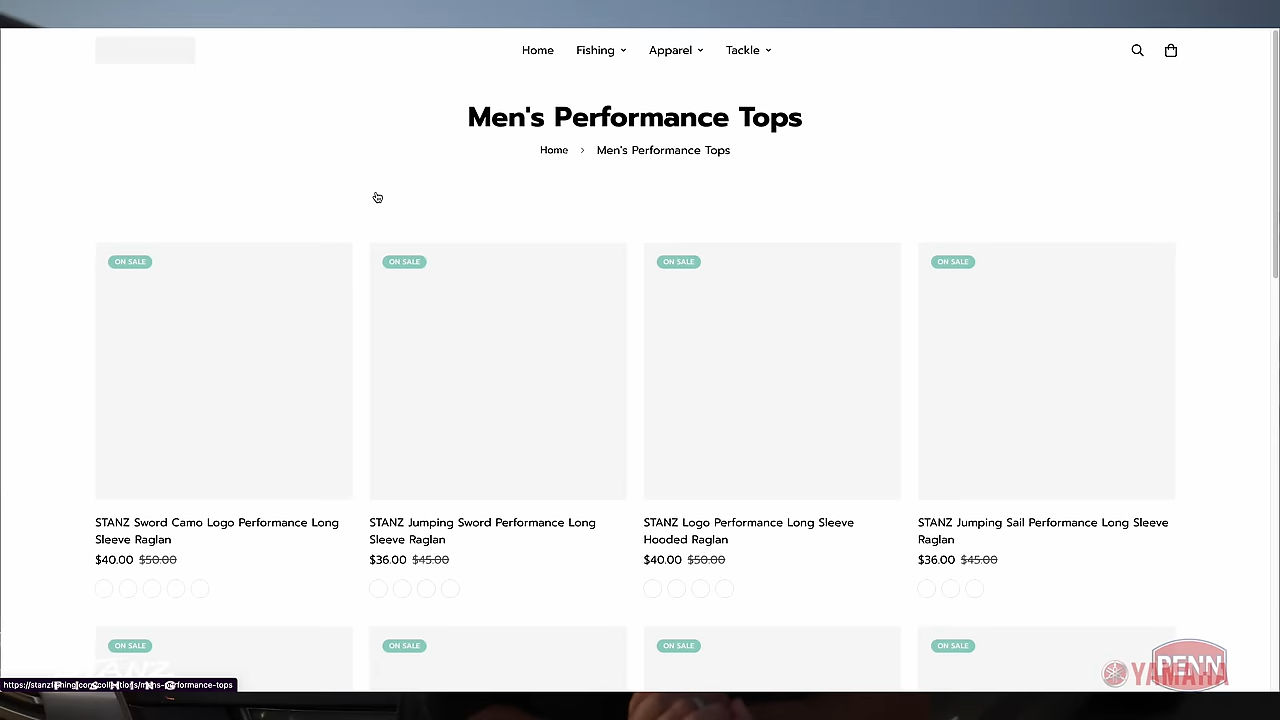 Home Fishing Apparel Tackle
Men's Performance Tops
Home > Men's Performance Tops
ON SALE ON SALE ON SALE ON SALE
STANZ Sword Camo Logo Performance Long
Sleeve Raglan
$40.00 $50.00
STANZ Jumping Sword Performance Long
Sleeve Raglan
$36.00 $45.00
STANZ Logo Performance Long Sleeve
Hooded Raglan
$40.00 $50.00
STANZ Jumping Sail Performance Long Sleeve
Raglan
$36.00 $45.00
ON SALE ON SALE ON SALE ON SALE
STANZ
FISHING
PENN
YAMAHA
https://stanzfishing.com/collections/mens-performance-tops